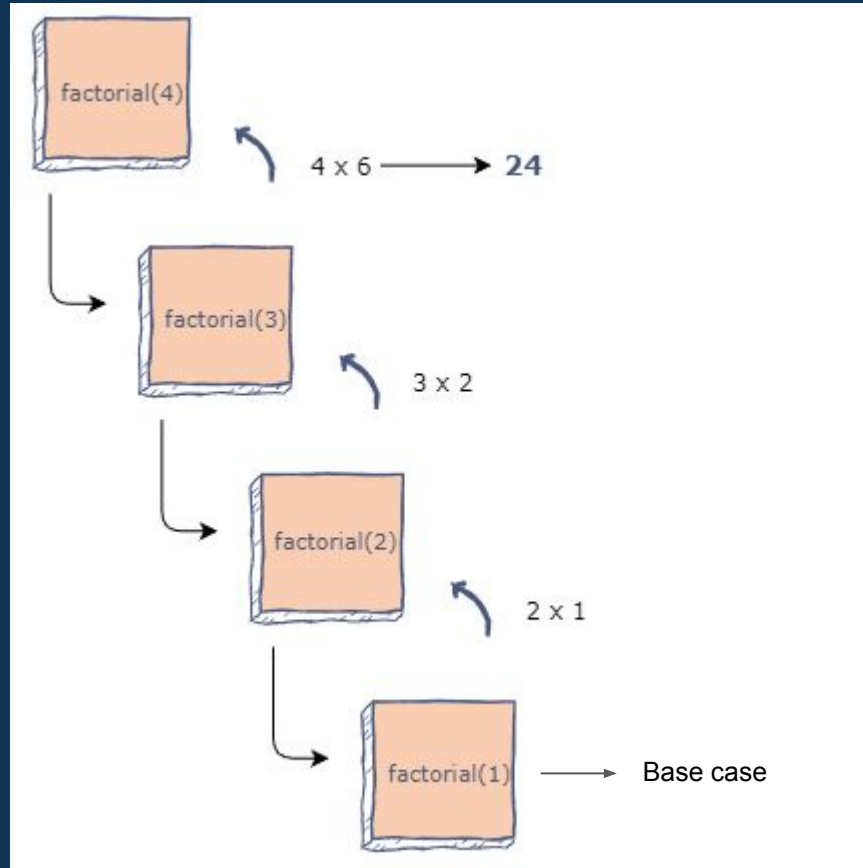 factorial(4)
4 x 6
24
factorial(3)
3 x 2
factorial(2)
2 x 1
factorial(1)
Base case